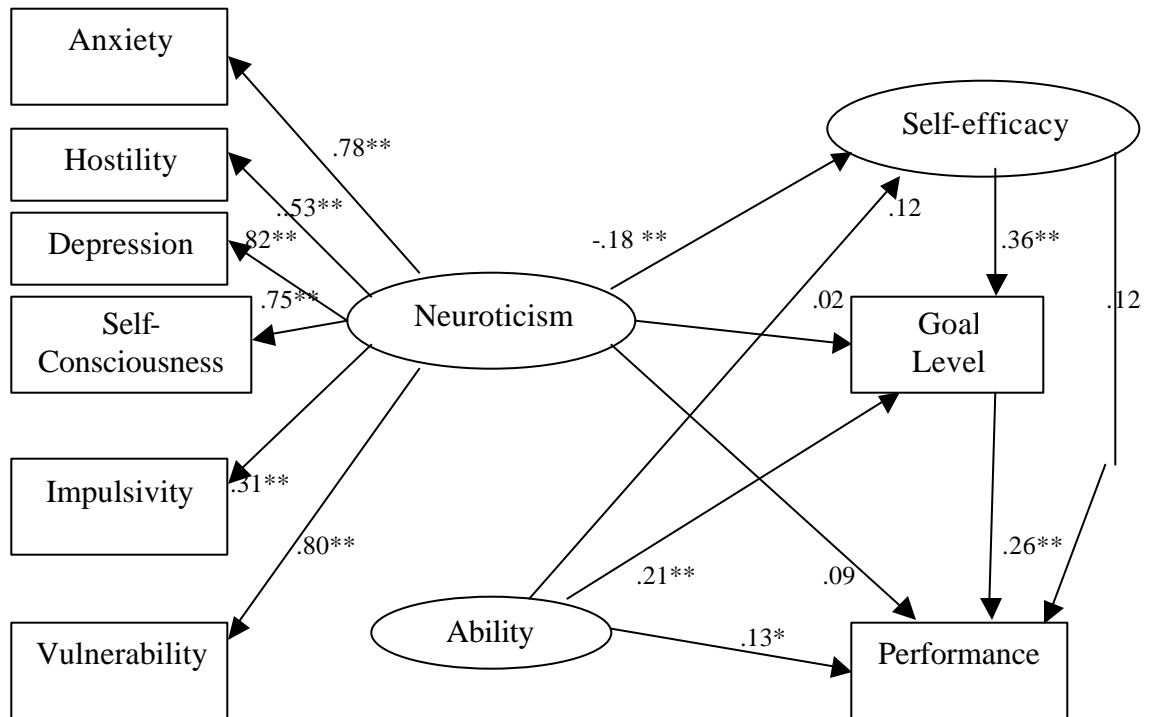 Anxiety
Self-efficacy
.78**
Hostility
..53**
.12
Depression
.82**
-.18 **
.36**
.75**
.02
.12
Self-
Consciousness
Neuroticism
Goal
Level
Impulsivity
.31**
.80**
.21**
.09
.26**
Ability
.13*
Vulnerability
Performance